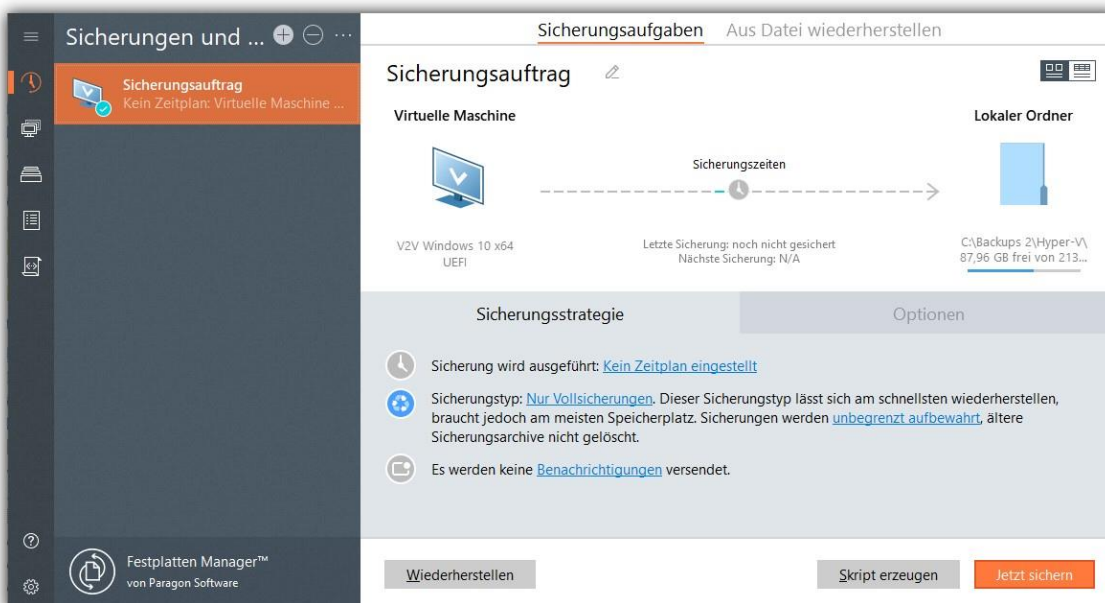 Sicherungen und ...
Sicherungsauftrag
Kein Zeitplan: Virtuelle Maschine ...
Festplatten Manager™
von Paragon Software
Sicherungsaufgaben Aus Datei wiederherstellen
Sicherungsauftrag
Virtuelle Maschine Lokaler Ordner
Sicherungszeiten
V2V Windows 10 x64
UEFI
Letzte Sicherung: noch nicht gesichert
Nächste Sicherung: N/A
C:\Backups 2\Hyper-V\
87,96 GB frei von 213...
Sicherungsstrategie Optionen
Sicherung wird ausgeführt: Kein Zeitplan eingestellt
Sicherungstyp: Nur Vollsicherungen. Dieser Sicherungstyp lässt sich am schnellsten wiederherstellen,
braucht jedoch am meisten Speicherplatz. Sicherungen werden unbegrenzt aufbewahrt, ältere
Sicherungsarchive nicht gelöscht.
Es werden keine Benachrichtigungen versendet.
Wiederherstellen Skript erzeugen Jetzt sichern